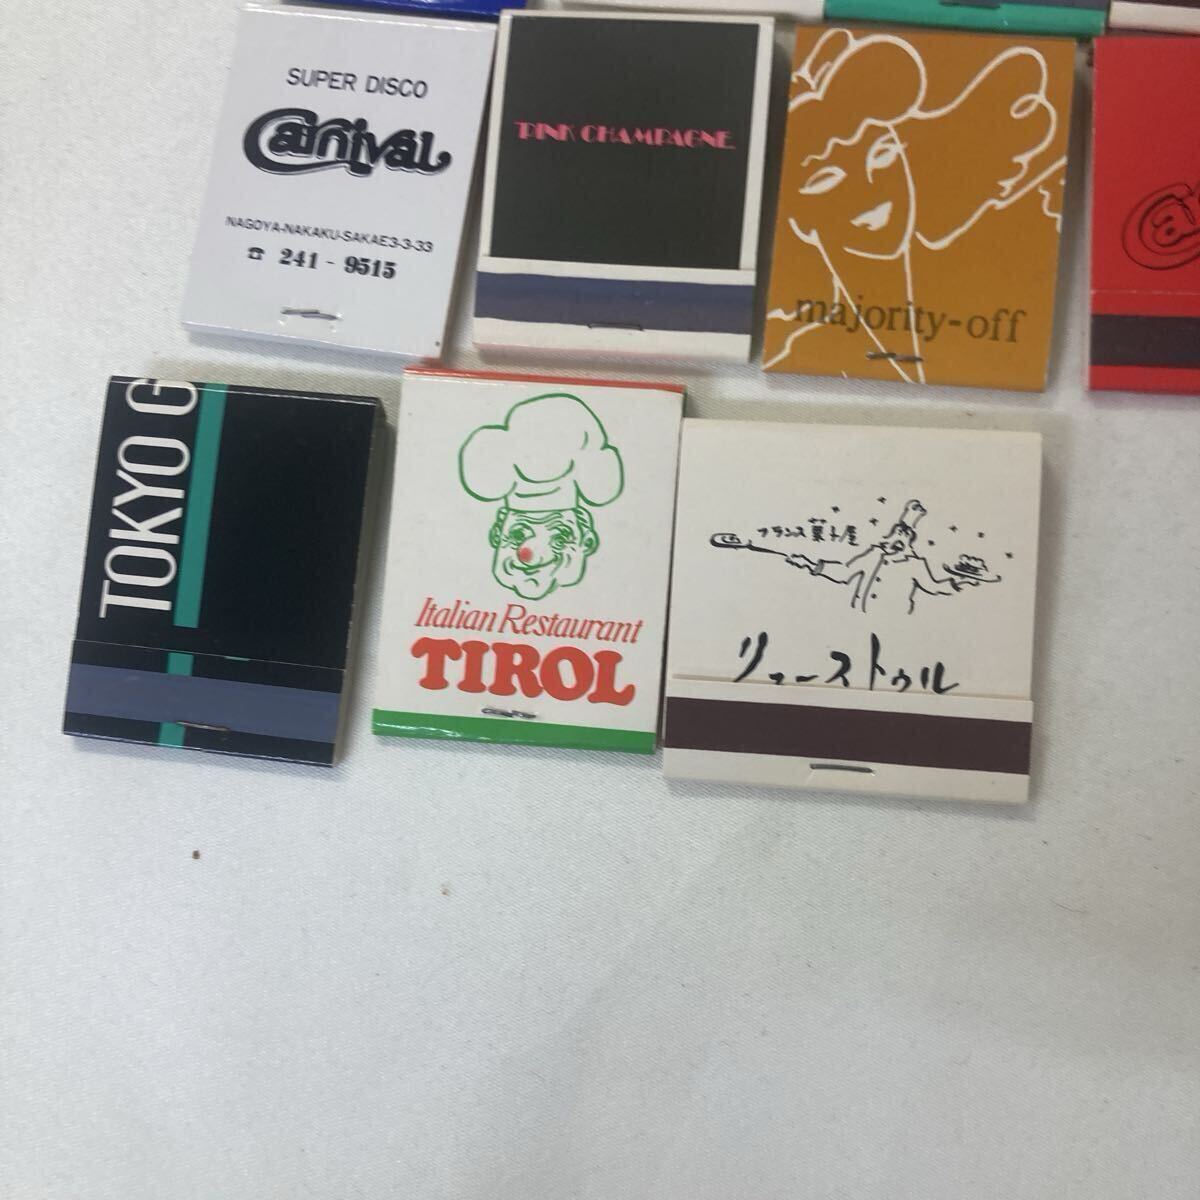 SUPER DISCO
Carnival
NAGOYA-NAKAKU-SAKAE3-3-33
☎ 241-9515
PINK CHAMPAGNE
majority-off
TOKYO G
Italian Restaurant
TIROL
フランス菓子屋
リューストゥル